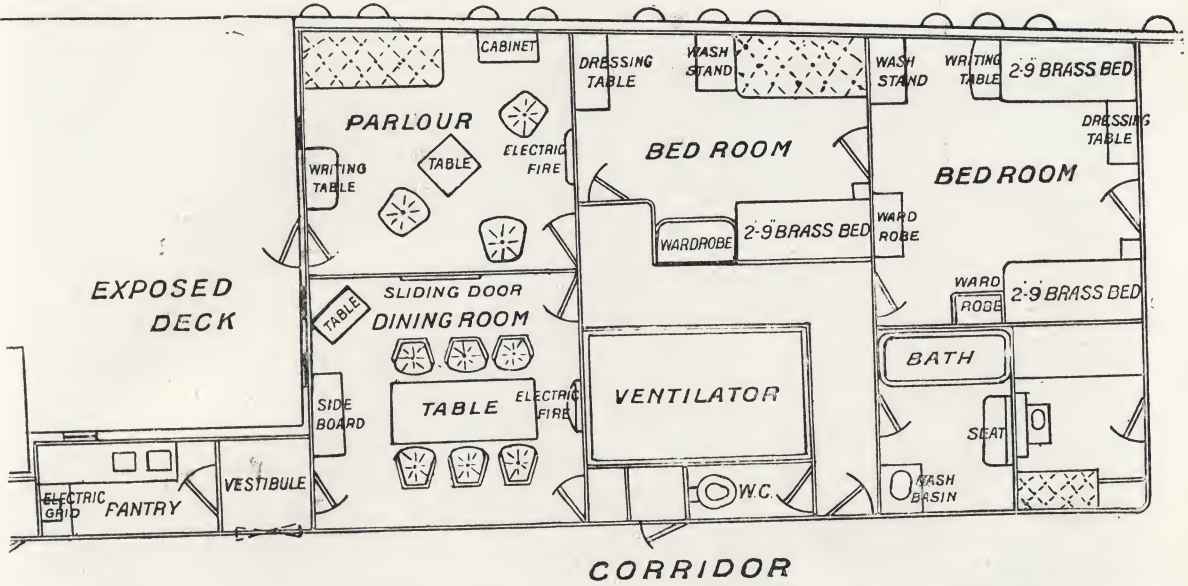 CABINET
PARLOUR
WRITING
TABLE
TABLE
ELECTRIC
FIRE
DRESSING
TABLE
WASH
STAND
BED ROOM
WARDROBE
2-9" BRASS BED
WASH
STAND
WRITING
TABLE
2-9" BRASS BED
DRESSING
TABLE
BED ROOM
WARD
ROBE
WARD
ROBE
2-9" BRASS BED
EXPOSED
DECK
SLIDING DOOR
TABLE
DINING ROOM
SIDE
BOARD
TABLE
ELECTRIC
FIRE
VENTILATOR
BATH
SEAT
WASH
BASIN
W.C.
ELECTRIC
GRID
PANTRY
VESTIBULE
CORRIDOR